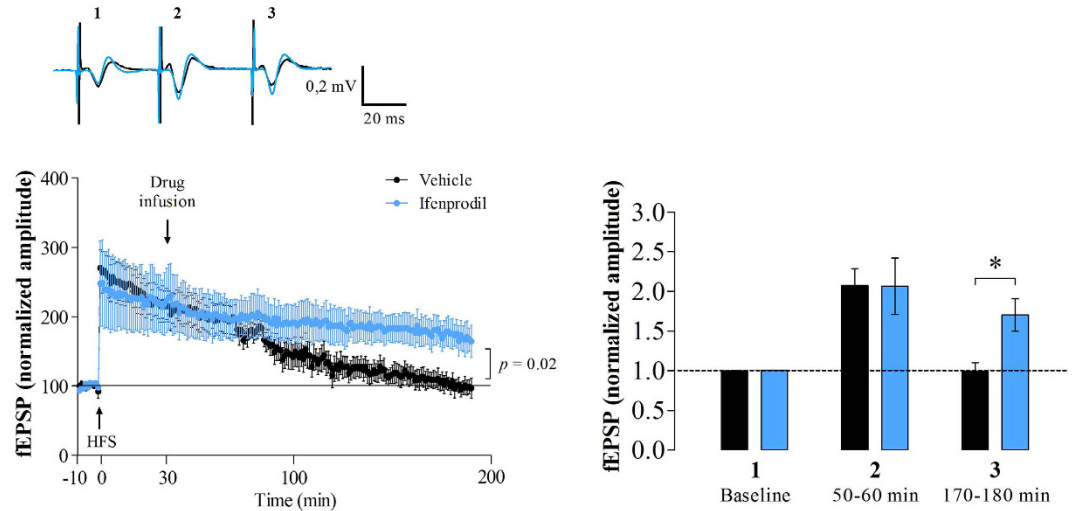 1 2 3
0,2 mV
20 ms
fEPSP (normalized amplitude)
400
300
200
100
0
Drug
infusion
Vehicle
Ifenprodil
p = 0.02
HFS
-10 0 30 100 200
Time (min)
fEPSP (normalized amplitude)
3.0
2.5
2.0
1.5
1.0
0.5
0.0
*
1 2 3
Baseline 50-60 min 170-180 min